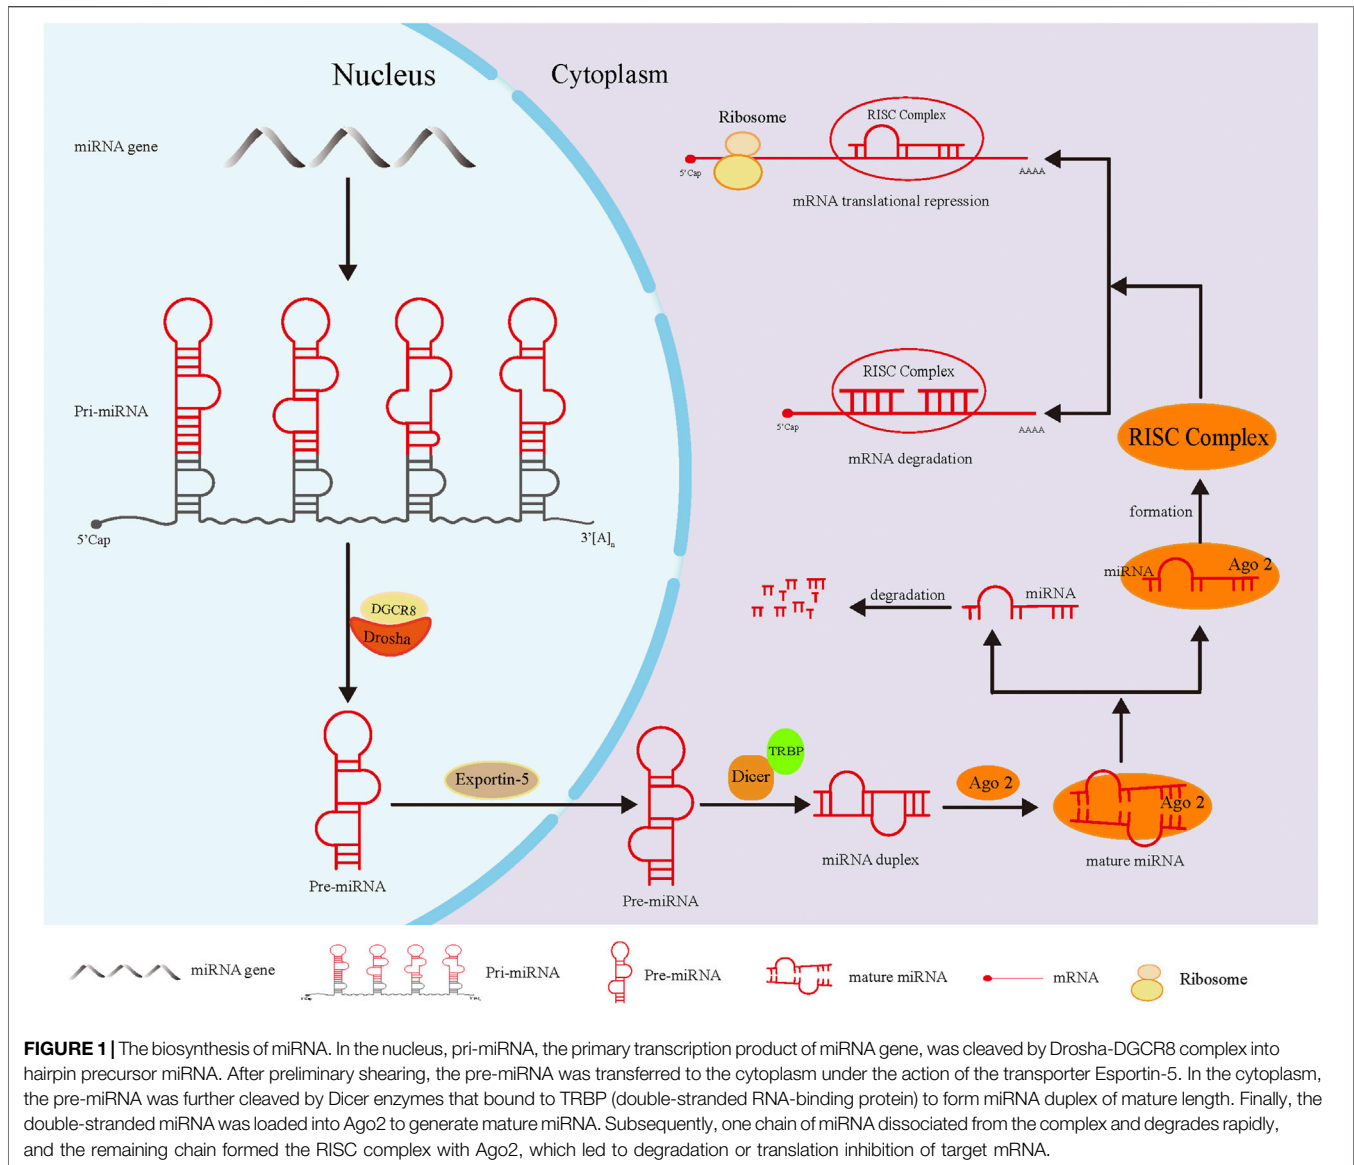 Nucleus
Cytoplasm
miRNA gene
Ribosome
RISC Complex
5'Cap
AAAA
mRNA translational repression
Pri-miRNA
RISC Complex
5'Cap
AAAA
mRNA degradation
RISC Complex
formation
5'Cap
3'[A]n
miRNA
Ago 2
degradation
miRNA
DGCR8
Drosha
Exportin-5
Pre-miRNA
Pre-miRNA
TRBP
Dicer
miRNA duplex
Ago 2
Ago 2
mature miRNA
miRNA gene
Pri-miRNA
Pre-miRNA
mature miRNA
mRNA
Ribosome
FIGURE 1 | The biosynthesis of miRNA. In the nucleus, pri-miRNA, the primary transcription product of miRNA gene, was cleaved by Drosha-DGCR8 complex into
hairpin precursor miRNA. After preliminary shearing, the pre-miRNA was transferred to the cytoplasm under the action of the transporter Esportin-5. In the cytoplasm,
the pre-miRNA was further cleaved by Dicer enzymes that bound to TRBP (double-stranded RNA-binding protein) to form miRNA duplex of mature length. Finally, the
double-stranded miRNA was loaded into Ago2 to generate mature miRNA. Subsequently, one chain of miRNA dissociated from the complex and degrades rapidly,
and the remaining chain formed the RISC complex with Ago2, which led to degradation or translation inhibition of target mRNA.